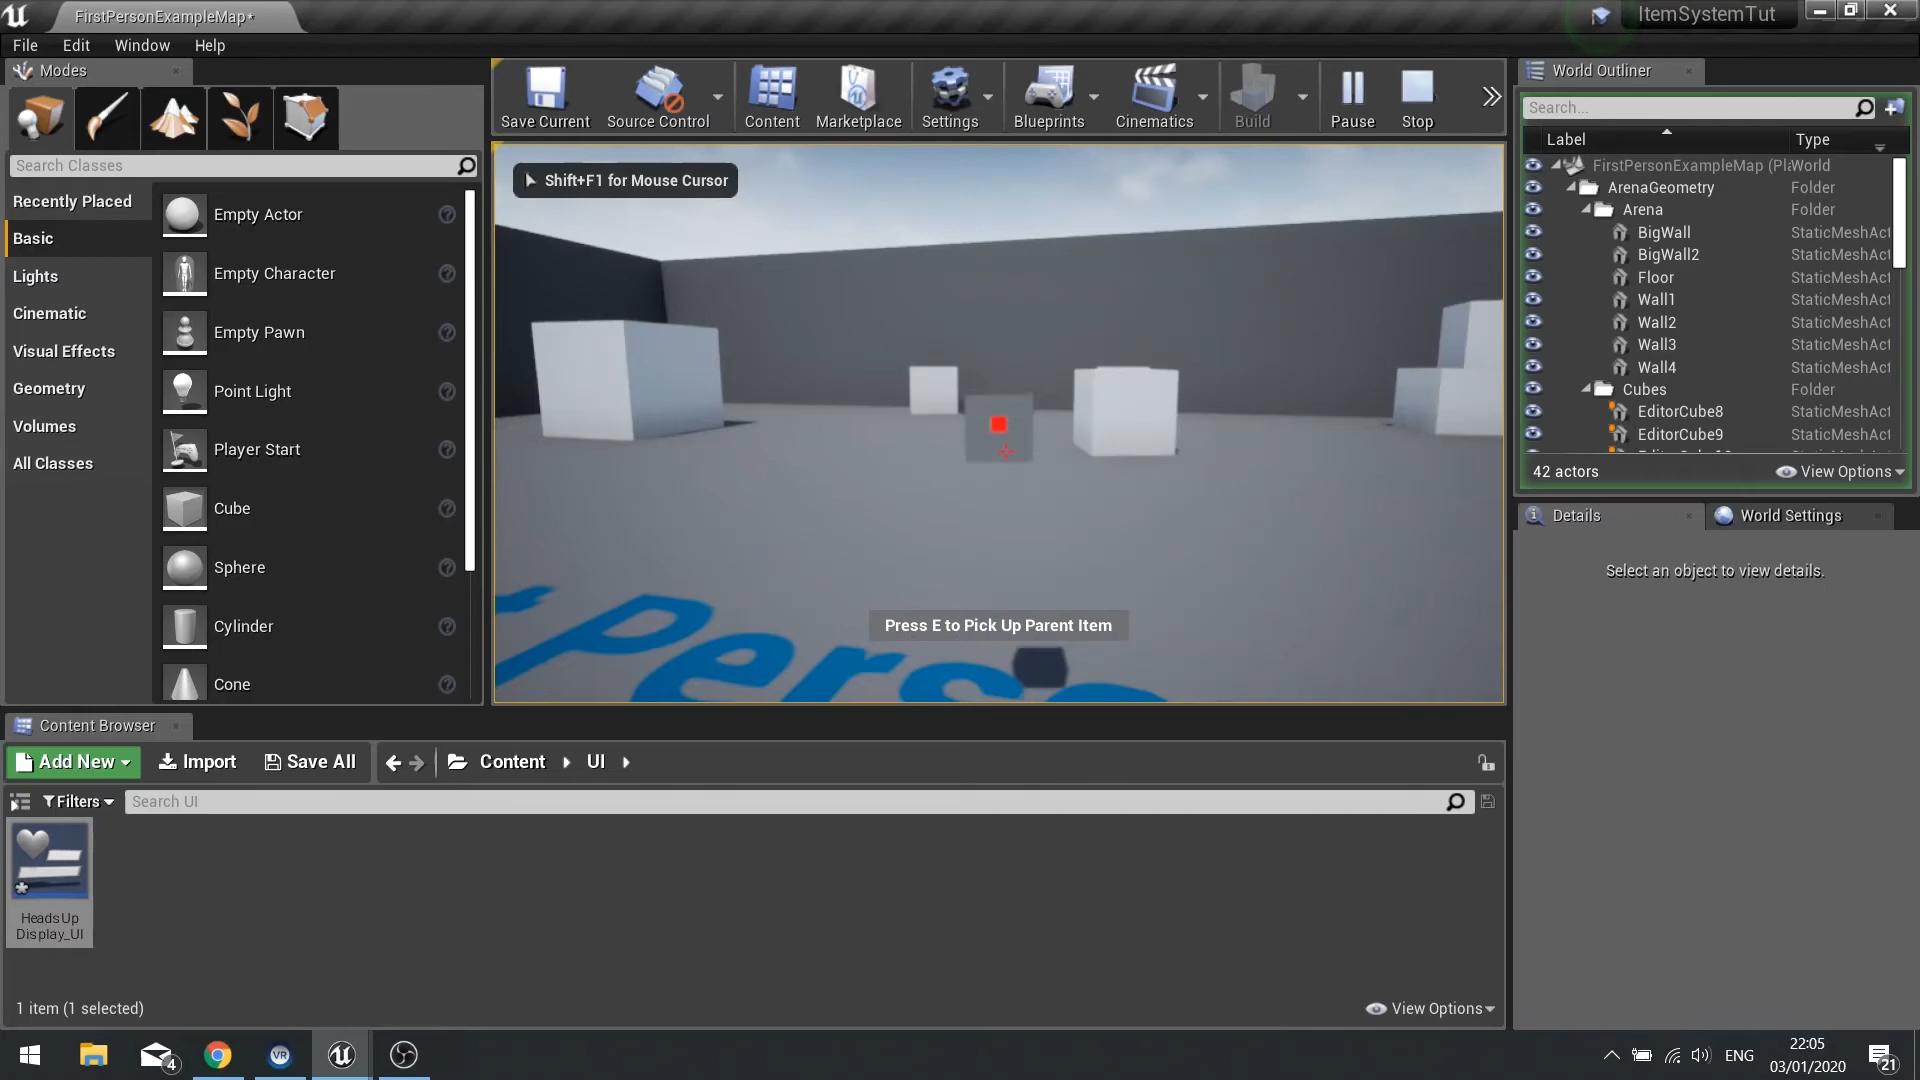 FirstPersonExampleMap*
ItemSystemTut
File Edit Window Help
Modes
Search Classes
Recently Placed
Basic
Lights
Cinematic
Visual Effects
Geometry
Volumes
All Classes
Empty Actor
Empty Character
Empty Pawn
Point Light
Player Start
Cube
Sphere
Cylinder
Cone
Save Current
Source Control
Content
Marketplace
Settings
Blueprints
Cinematics
Build
Pause
Stop
Shift+F1 for Mouse Cursor
Press E to Pick Up Parent Item
World Outliner
Search...
Label Type
FirstPersonExampleMap (Pla World
ArenaGeometry Folder
Arena Folder
BigWall StaticMeshAct
BigWall2 StaticMeshAct
Floor StaticMeshAct
Wall1 StaticMeshAct
Wall2 StaticMeshAct
Wall3 StaticMeshAct
Wall4 StaticMeshAct
Cubes Folder
EditorCube8 StaticMeshAct
EditorCube9 StaticMeshAct
42 actors
View Options
Details
World Settings
Select an object to view details.
Content Browser
Add New Import Save All Content UI
Filters Search UI
HeadsUp
Display_UI
1 item (1 selected)
View Options
4
VR
ENG
22:05
03/01/2020
21